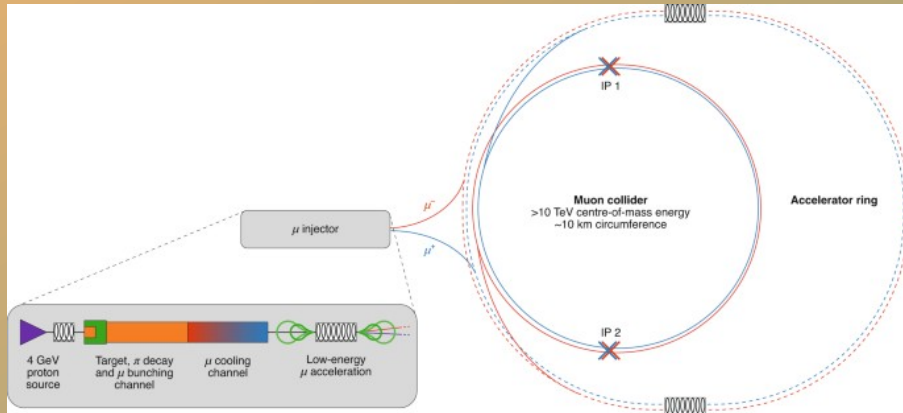 IP 1
Muon collider
>10 TeV centre-of-mass energy
~10 km circumference
Accelerator ring
μ⁻
μ injector
μ⁺
IP 2
4 GeV
proton
source
Target, π decay
and μ bunching
channel
μ cooling
channel
Low-energy
μ acceleration